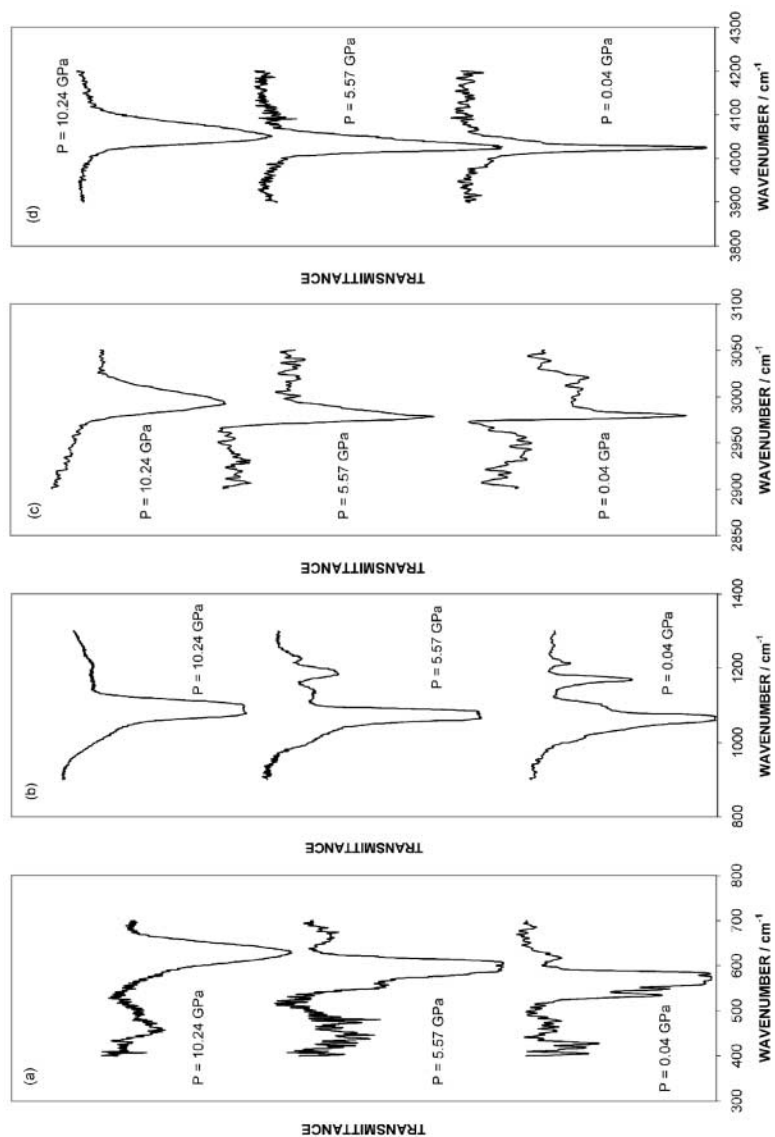 (a)
P = 10.24 GPa
P = 5.57 GPa
P = 0.04 GPa
TRANSMITTANCE
300 400 500 600 700 800
WAVENUMBER / cm⁻¹
(b)
P = 10.24 GPa
P = 5.57 GPa
P = 0.04 GPa
TRANSMITTANCE
800 1000 1200 1400
WAVENUMBER / cm⁻¹
(c)
P = 10.24 GPa
P = 5.57 GPa
P = 0.04 GPa
TRANSMITTANCE
2850 2900 2950 3000 3050 3100
WAVENUMBER / cm⁻¹
(d)
P = 10.24 GPa
P = 5.57 GPa
P = 0.04 GPa
TRANSMITTANCE
3800 3900 4000 4100 4200 4300
WAVENUMBER / cm⁻¹